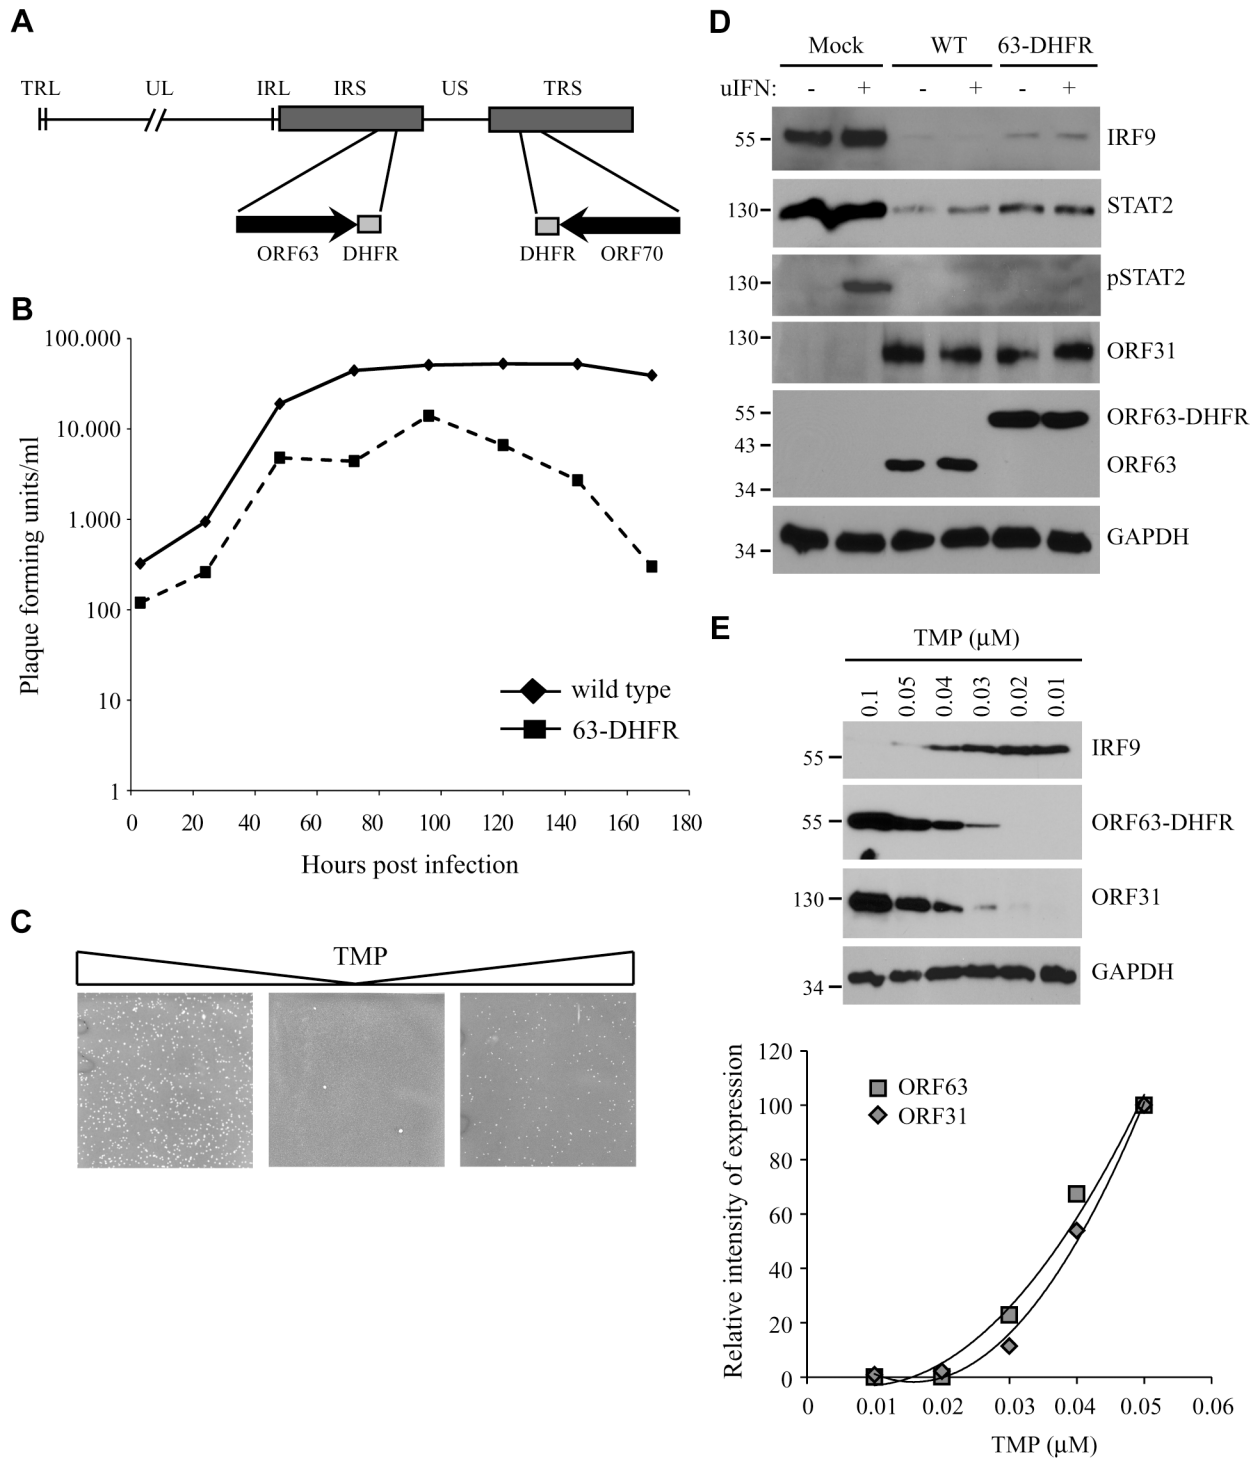 A
TRL UL IRL IRS US TRS
ORF63 DHFR DHFR ORF70
B
100.000
10.000
1.000
100
10
1
Plaque forming units/ml
wild type
63-DHFR
0 20 40 60 80 100 120 140 160 180
Hours post infection
C
TMP
D
Mock WT 63-DHFR
uIFN: - + - + - +
55 IRF9
130 STAT2
130 pSTAT2
130 ORF31
55 ORF63-DHFR
43
ORF63
34
34 GAPDH
E
TMP (µM)
0.1 0.05 0.04 0.03 0.02 0.01
55 IRF9
55 ORF63-DHFR
130 ORF31
34 GAPDH
Relative intensity of expression
120
100
80
60
40
20
0
ORF63
ORF31
0 0.01 0.02 0.03 0.04 0.05 0.06
TMP (µM)